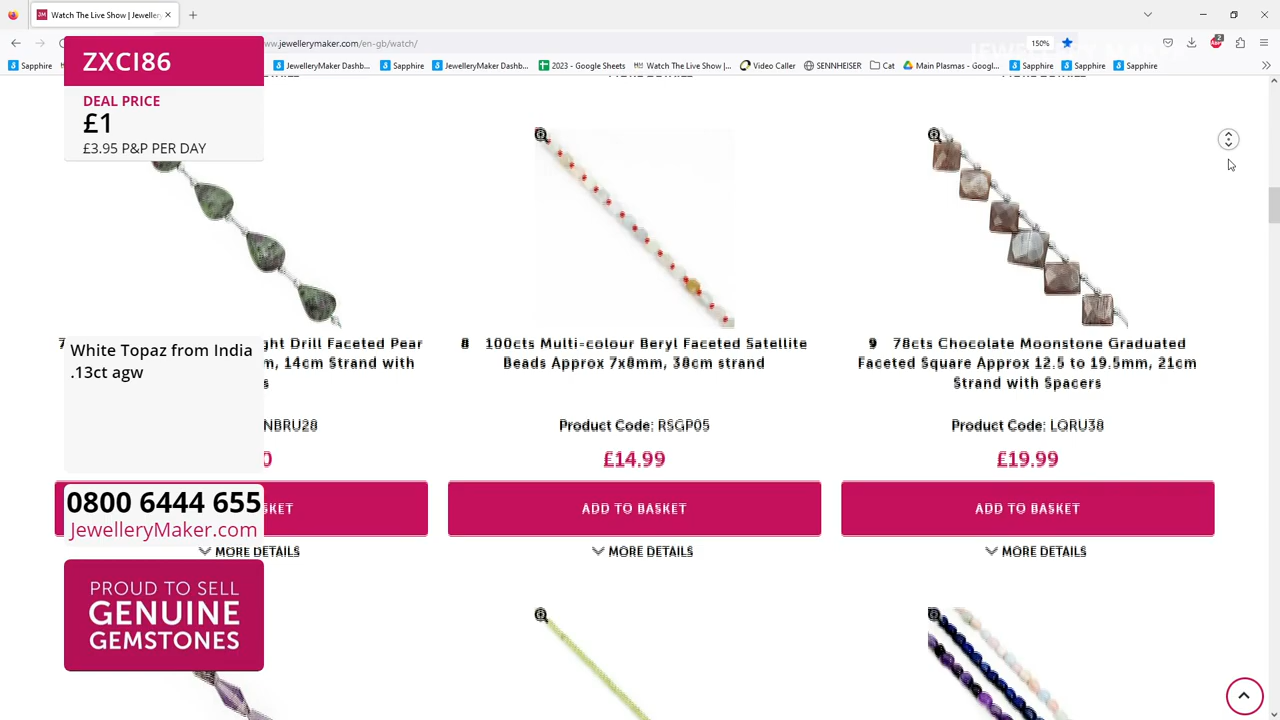 Watch The Live Show | Jeweller
ww.jewellerymaker.com/en-gb/watch/
150%
2
Sapphire
JewelleryMaker Dashb...
Sapphire
JewelleryMaker Dashb...
2023 - Google Sheets
Watch The Live Show |...
Video Caller
SENNHEISER
Cat
Main Plasmas - Googl...
Sapphire
Sapphire
Sapphire
ZXCI86
DEAL PRICE
£1
£3.95 P&P PER DAY
White Topaz from India
.13ct agw
0800 6444 655
JewelleryMaker.com
PROUD TO SELL
GENUINE
GEMSTONES
7
ght Drill Faceted Pear
m, 14cm Strand with
s
NBRU28
0
SKET
MORE DETAILS
8 100cts Multi-colour Beryl Faceted Satellite
Beads Approx 7x8mm, 38cm strand
Product Code: RSGP05
£14.99
ADD TO BASKET
MORE DETAILS
9 78cts Chocolate Moonstone Graduated
Faceted Square Approx 12.5 to 19.5mm, 21cm
Strand with Spacers
Product Code: LQRU38
£19.99
ADD TO BASKET
MORE DETAILS